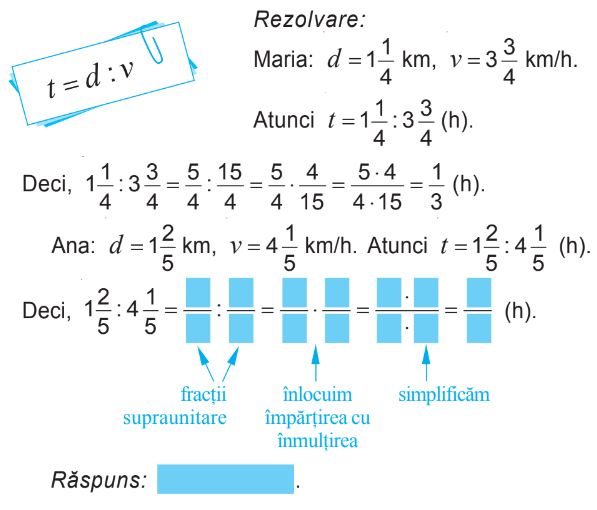 Rezolvare:
t = d : v
Maria: d = 1 1/4 km, v = 3 3/4 km/h.
Atunci t = 1 1/4 : 3 3/4 (h).
Deci, 1 1/4 : 3 3/4 = 5/4 : 15/4 = 5/4 · 4/15 = 5 · 4/4 · 15 = 1/3 (h).
Ana: d = 1 2/5 km, v = 4 1/5 km/h. Atunci t = 1 2/5 : 4 1/5 (h).
Deci, 1 2/5 : 4 1/5 = : = · = · / · = (h).
fracții supraunitare
înlocuim împărțirea cu înmulțirea
simplificăm
Răspuns: .